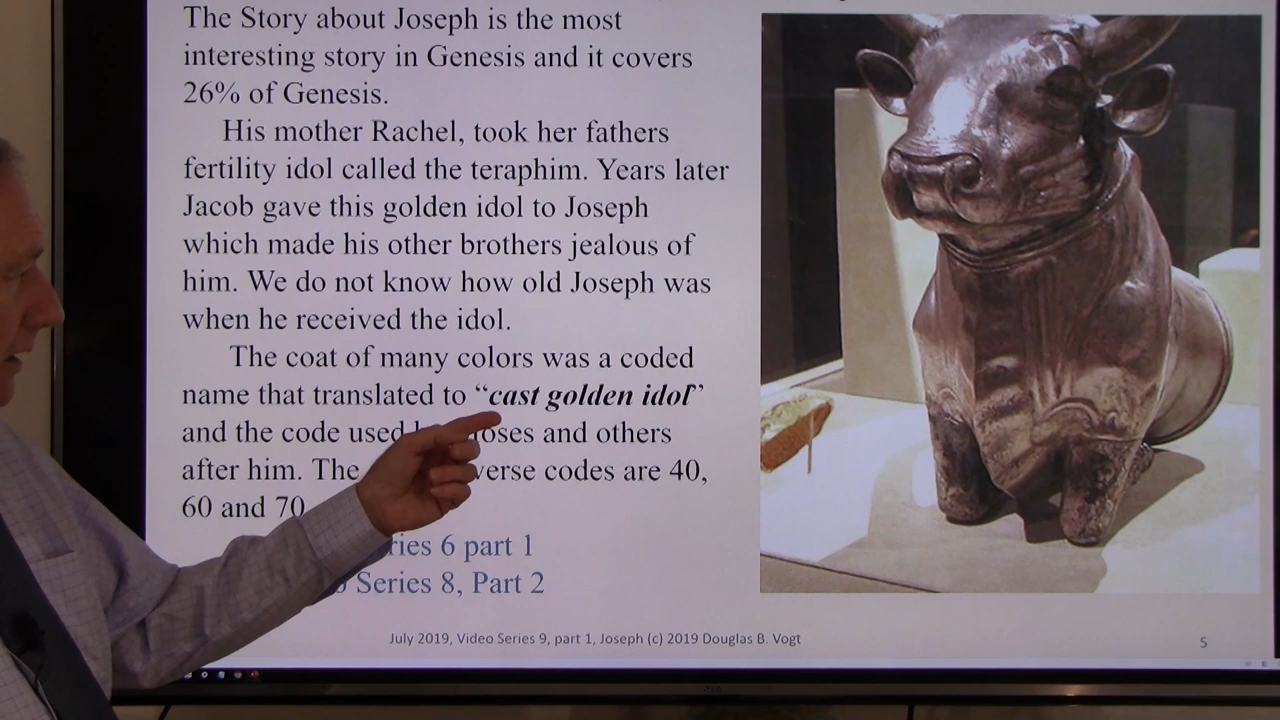 The Story about Joseph is the most
interesting story in Genesis and it covers
26% of Genesis.
His mother Rachel, took her fathers
fertility idol called the teraphim. Years later
Jacob gave this golden idol to Joseph
which made his other brothers jealous of
him. We do not know how old Joseph was
when he received the idol.
The coat of many colors was a coded
name that translated to “cast golden idol”
and the code used oses and others
after him. The verse codes are 40,
60 and 70
ries 6 part 1
Series 8, Part 2
July 2019, Video Series 9, part 1, Joseph (c) 2019 Douglas B. Vogt
5